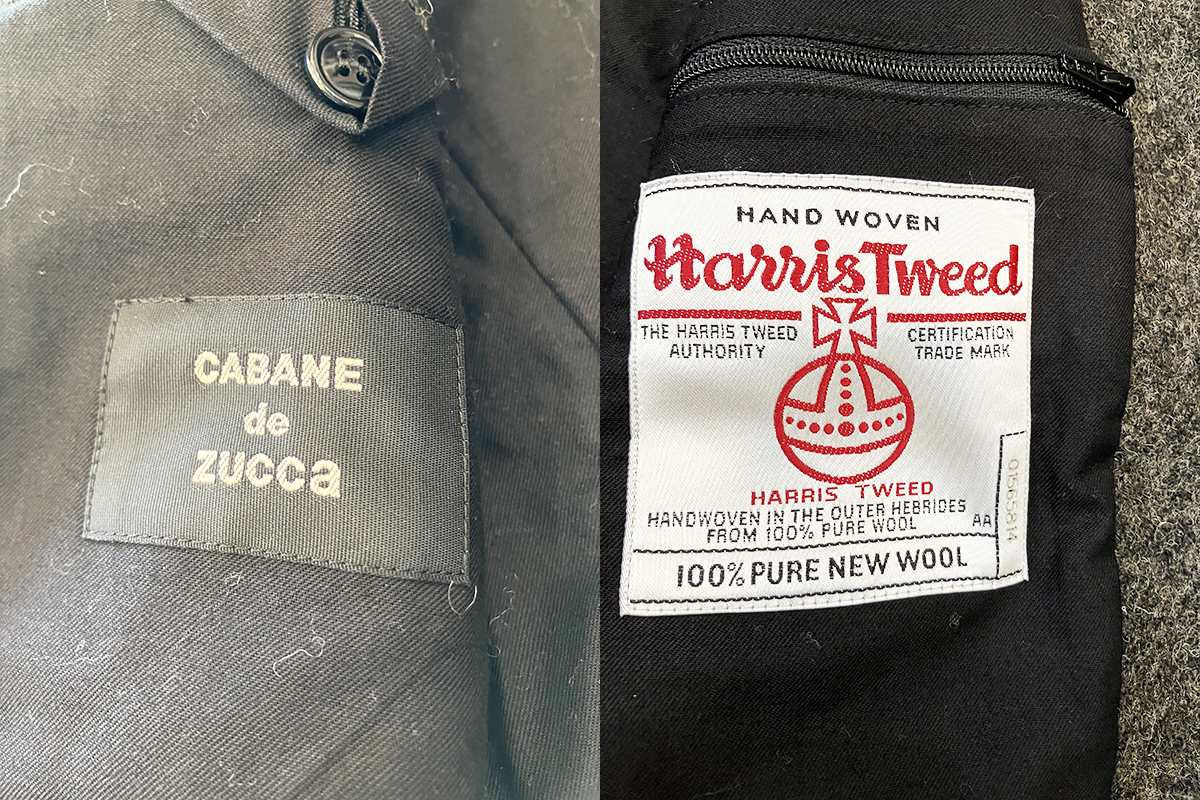 CABANE
de
ZUCCa
HAND WOVEN
Harris Tweed
THE HARRIS TWEED
AUTHORITY
CERTIFICATION
TRADE MARK
HARRIS TWEED
HANDWOVEN IN THE OUTER HEBRIDES
FROM 100% PURE WOOL
AA
01565814
100% PURE NEW WOOL